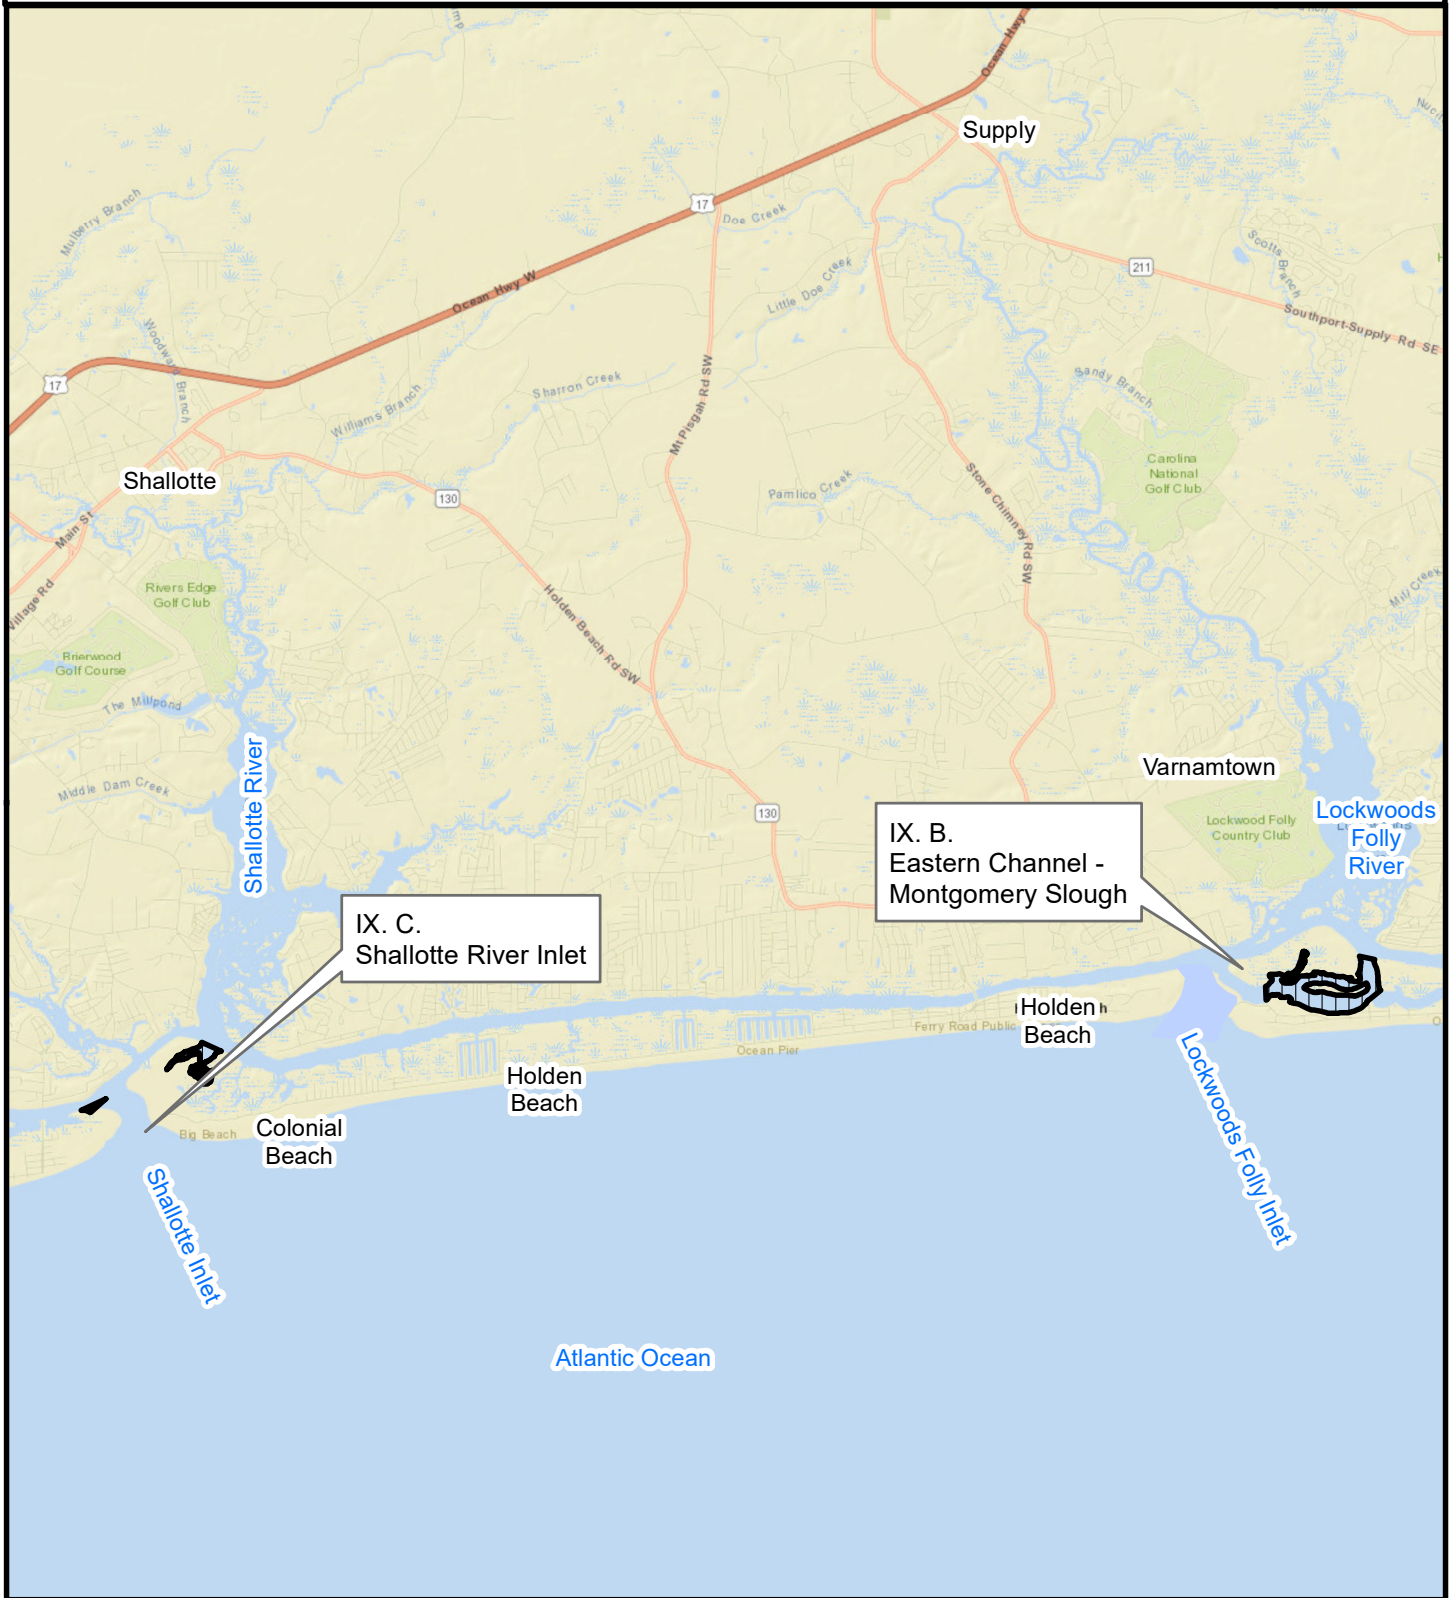 Ocean Hwy
Supply
17
Doe Creek
Mulberry Branch
Scotts
Branch
211
Little Doe Creek
Ocean Hwy W
Southport-Supply Rd SE
Woodward Branch
17
Sharron Creek
Mt Pisgah Rd SW
Sandy Branch
Williams Branch
Carolina
National
Golf Club
Shallotte
Stone Chimney Rd SW
Pamlico Creek
130
Main St
Village Rd
Rivers Edge
Golf Club
Mill Creek
Holden Beach Rd SW
Brierwood
Golf Course
The Millpond
Shallotte River
Varnamtown
Middle Dam Creek
130
Lockwoods
Folly
River
Lockwood Folly
Country Club
IX. B.
Eastern Channel -
Montgomery Slough
IX. C.
Shallotte River Inlet
Holden
Beach
Ferry Road Public
Ocean Pier
Holden
Beach
Colonial
Beach
Big Beach
Lockwoods Folly Inlet
Shallotte Inlet
Atlantic Ocean